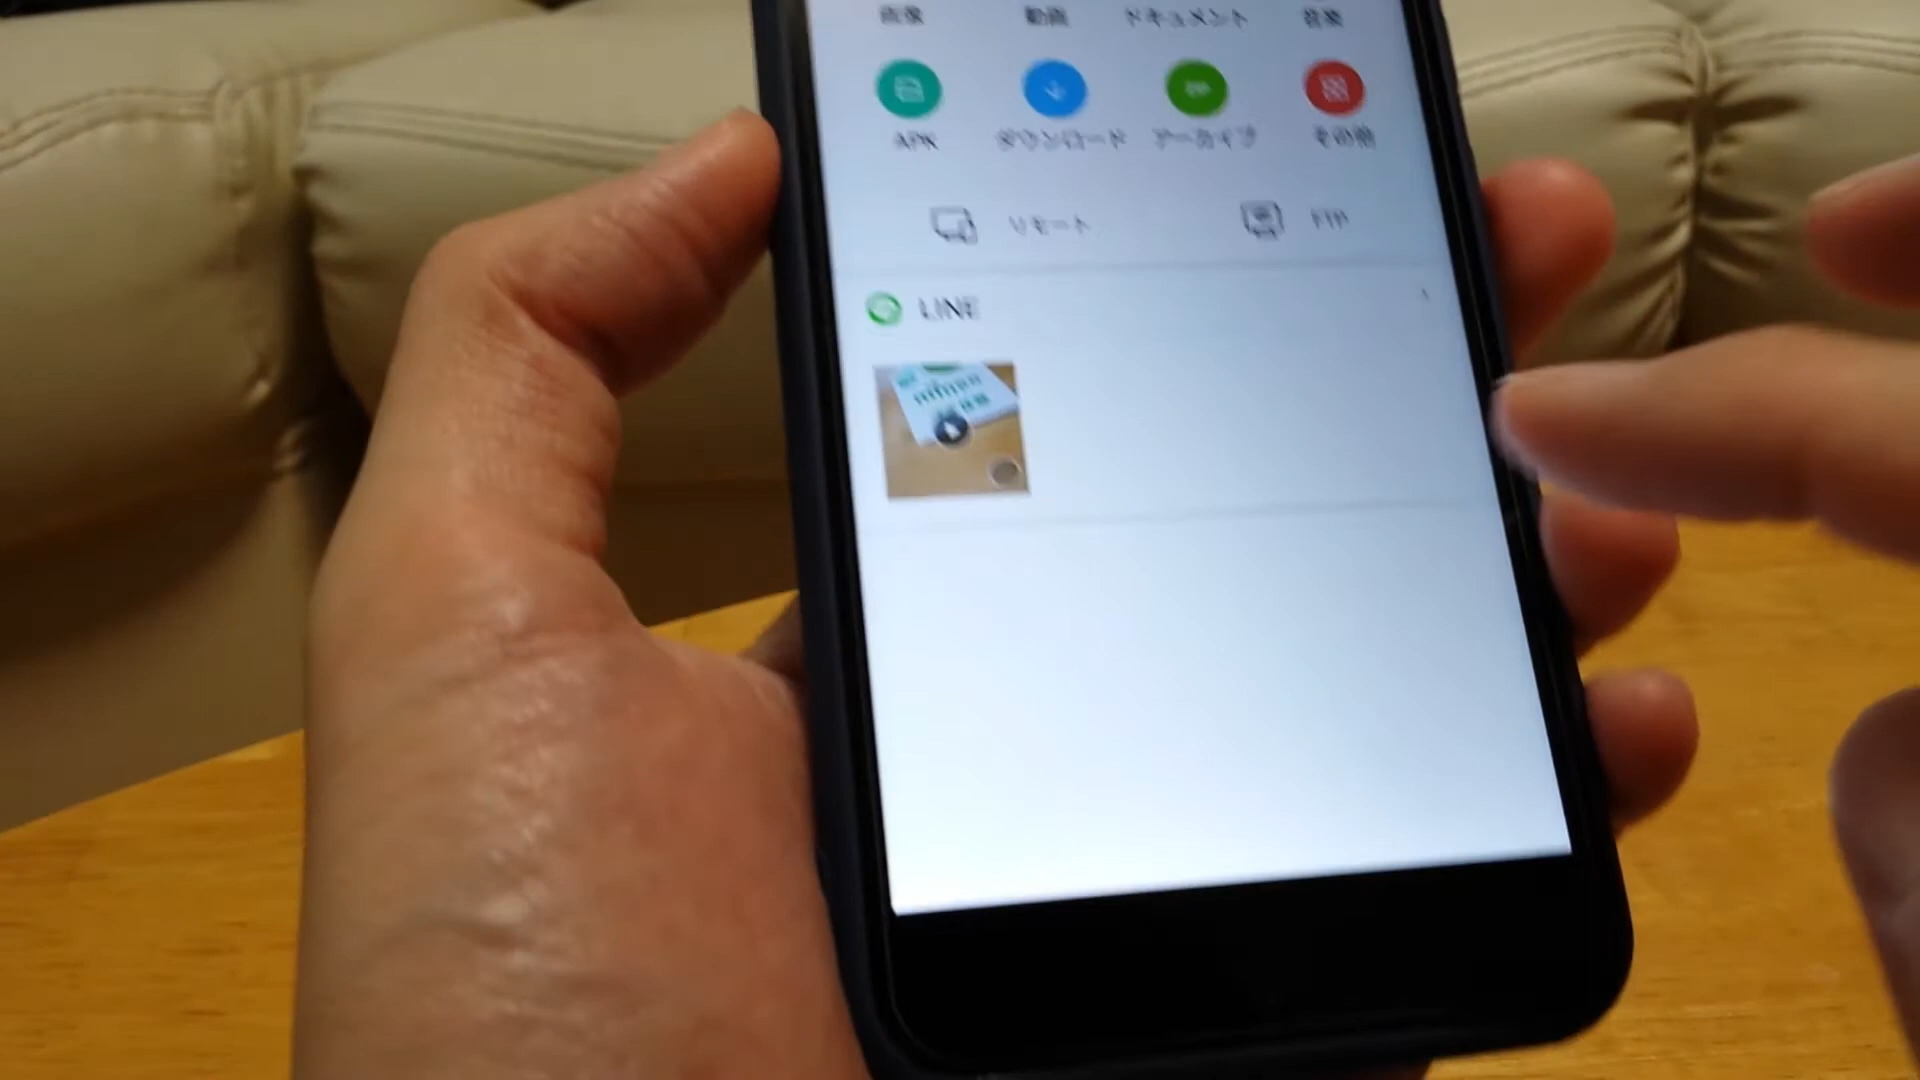 画像 動画 ドキュメント 音楽
APK ダウンロード アーカイブ その他
リモート FTP
LINE